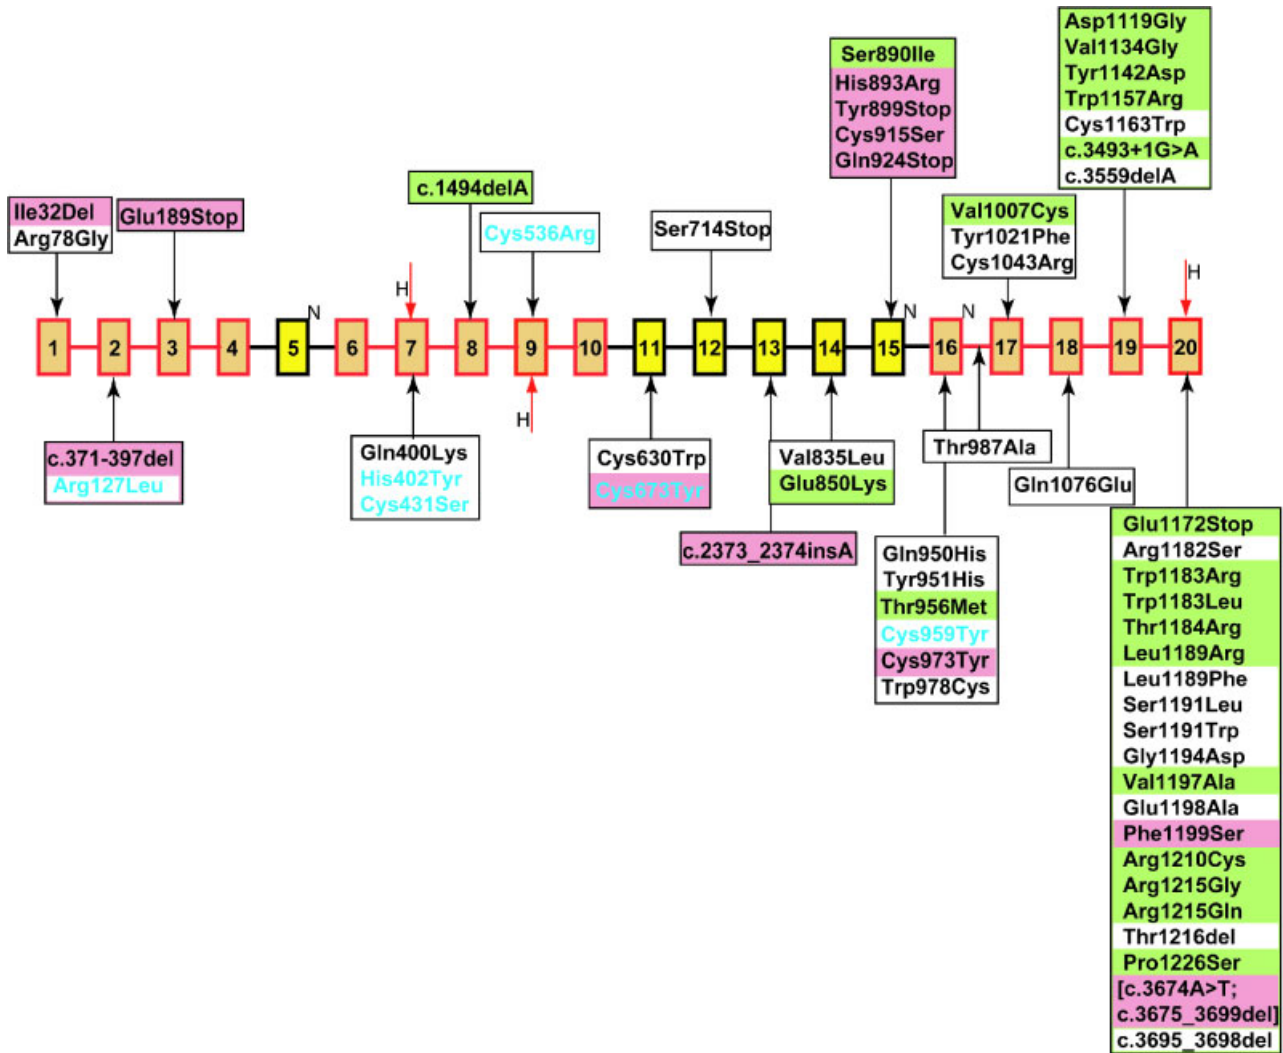 Asp1119Gly
Val1134Gly
Tyr1142Asp
Trp1157Arg
Cys1163Trp
c.3493+1G>A
c.3559delA
Ser890Ile
His893Arg
Tyr899Stop
Cys915Ser
Gln924Stop
c.1494delA
Ile32Del
Arg78Gly
Glu189Stop
Cys536Arg
Ser714Stop
Val1007Cys
Tyr1021Phe
Cys1043Arg
H
H
N
N
N
1 2 3 4 5 6 7 8 9 10 11 12 13 14 15 16 17 18 19 20
H
c.371-397del
Arg127Leu
Gln400Lys
His402Tyr
Cys431Ser
Cys630Trp
Cys673Tyr
Val835Leu
Glu850Lys
Thr987Ala
Gln1076Glu
c.2373_2374insA
Gln950His
Tyr951His
Thr956Met
Cys959Tyr
Cys973Tyr
Trp978Cys
Glu1172Stop
Arg1182Ser
Trp1183Arg
Trp1183Leu
Thr1184Arg
Leu1189Arg
Leu1189Phe
Ser1191Leu
Ser1191Trp
Gly1194Asp
Val1197Ala
Glu1198Ala
Phe1199Ser
Arg1210Cys
Arg1215Gly
Arg1215Gln
Thr1216del
Pro1226Ser
[c.3674A>T;
c.3675_3699del]
c.3695_3698del